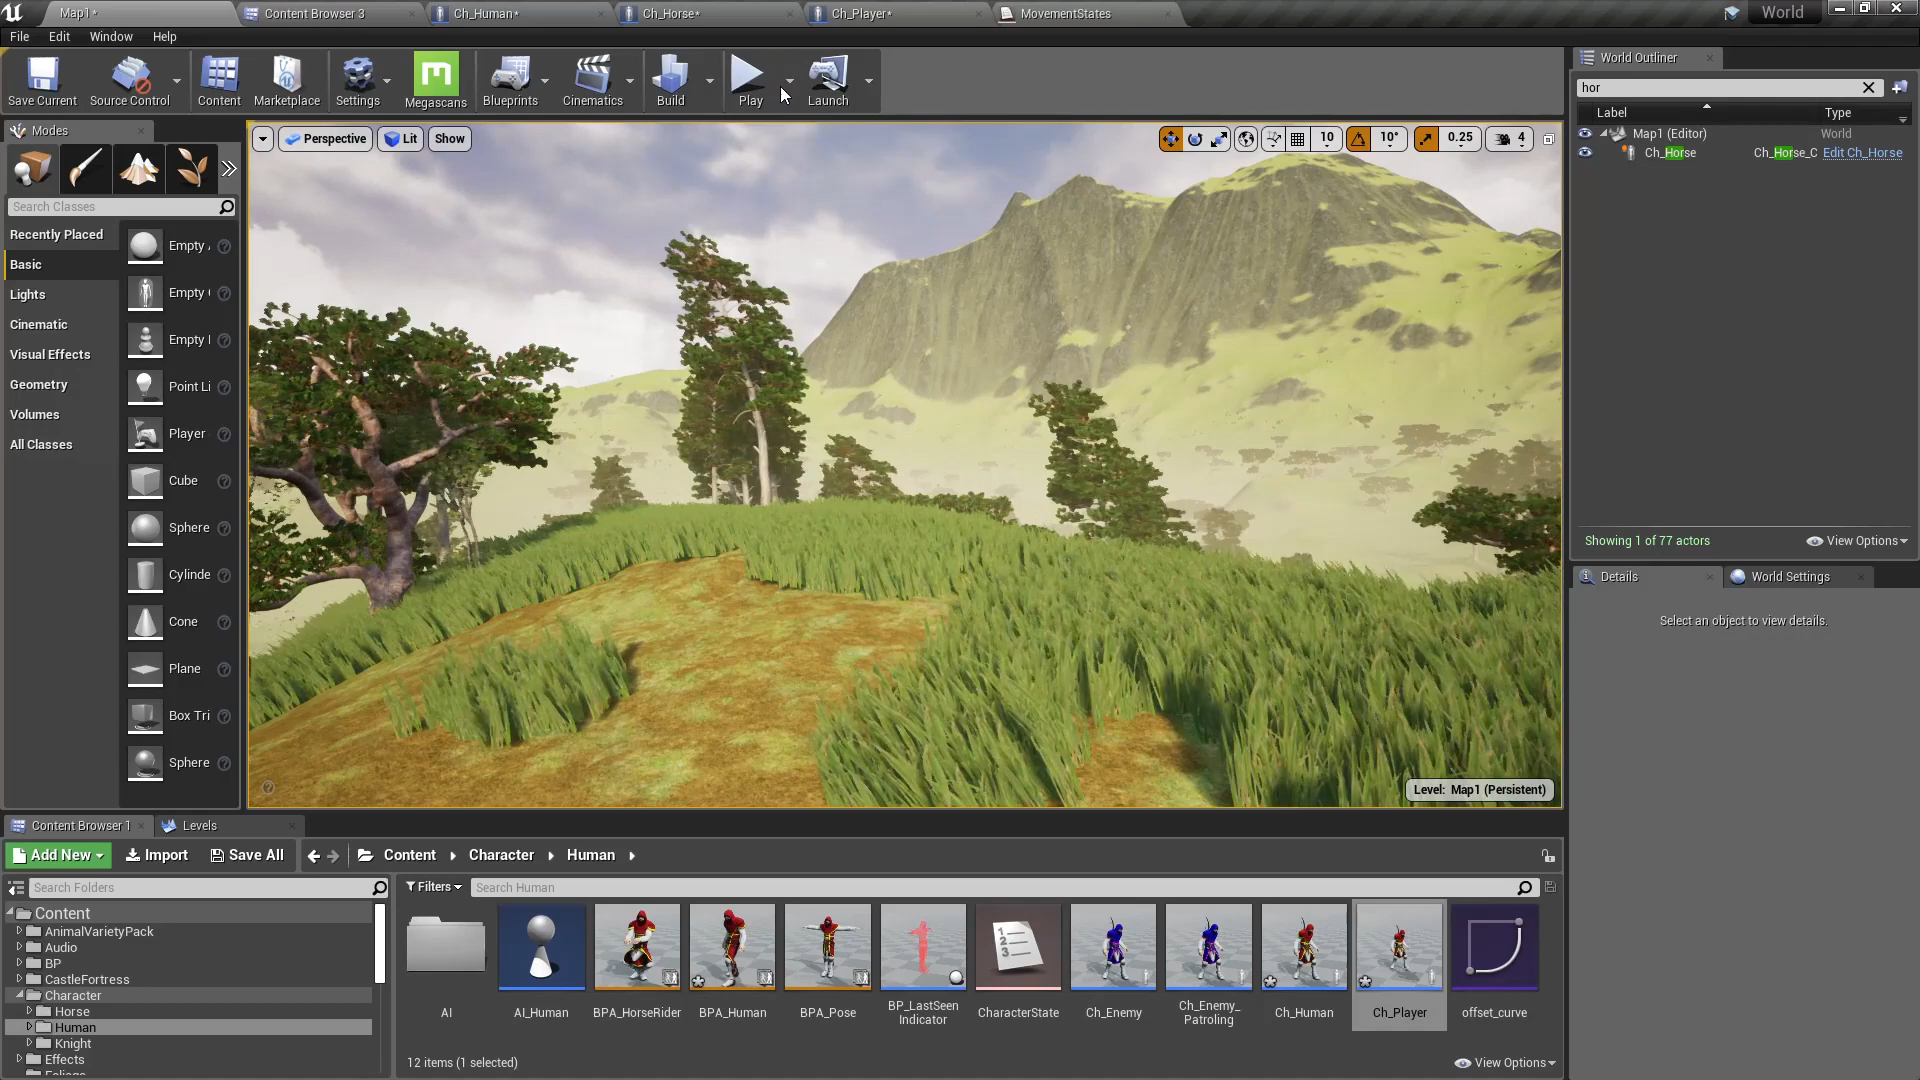 Map1*
Content Browser 3
Ch_Human*
Ch_Horse*
Ch_Player*
MovementStates
World
File Edit Window Help
Save Current
Source Control
Content
Marketplace
Settings
Megascans
Blueprints
Cinematics
Build
Play
Launch
World Outliner
hor
Label
Type
Map1 (Editor)
World
Ch_Horse
Ch_Horse_C
Edit Ch_Horse
Showing 1 of 77 actors
View Options
Details
World Settings
Select an object to view details.
Modes
Search Classes
Recently Placed
Basic
Lights
Cinematic
Visual Effects
Geometry
Volumes
All Classes
Empty
Empty
Empty
Point Li
Player
Cube
Sphere
Cylinde
Cone
Plane
Box Tri
Sphere
Perspective
Lit
Show
10
10°
0.25
4
Level: Map1 (Persistent)
Content Browser 1
Levels
Add New
Import
Save All
Content
Character
Human
Search Folders
Filters
Search Human
Content
AnimalVarietyPack
Audio
BP
CastleFortress
Character
Horse
Human
Knight
Effects
Foliage
AI
AI_Human
BPA_HorseRider
BPA_Human
BPA_Pose
BP_LastSeen
Indicator
CharacterState
Ch_Enemy
Ch_Enemy_
Patroling
Ch_Human
Ch_Player
offset_curve
12 items (1 selected)
View Options